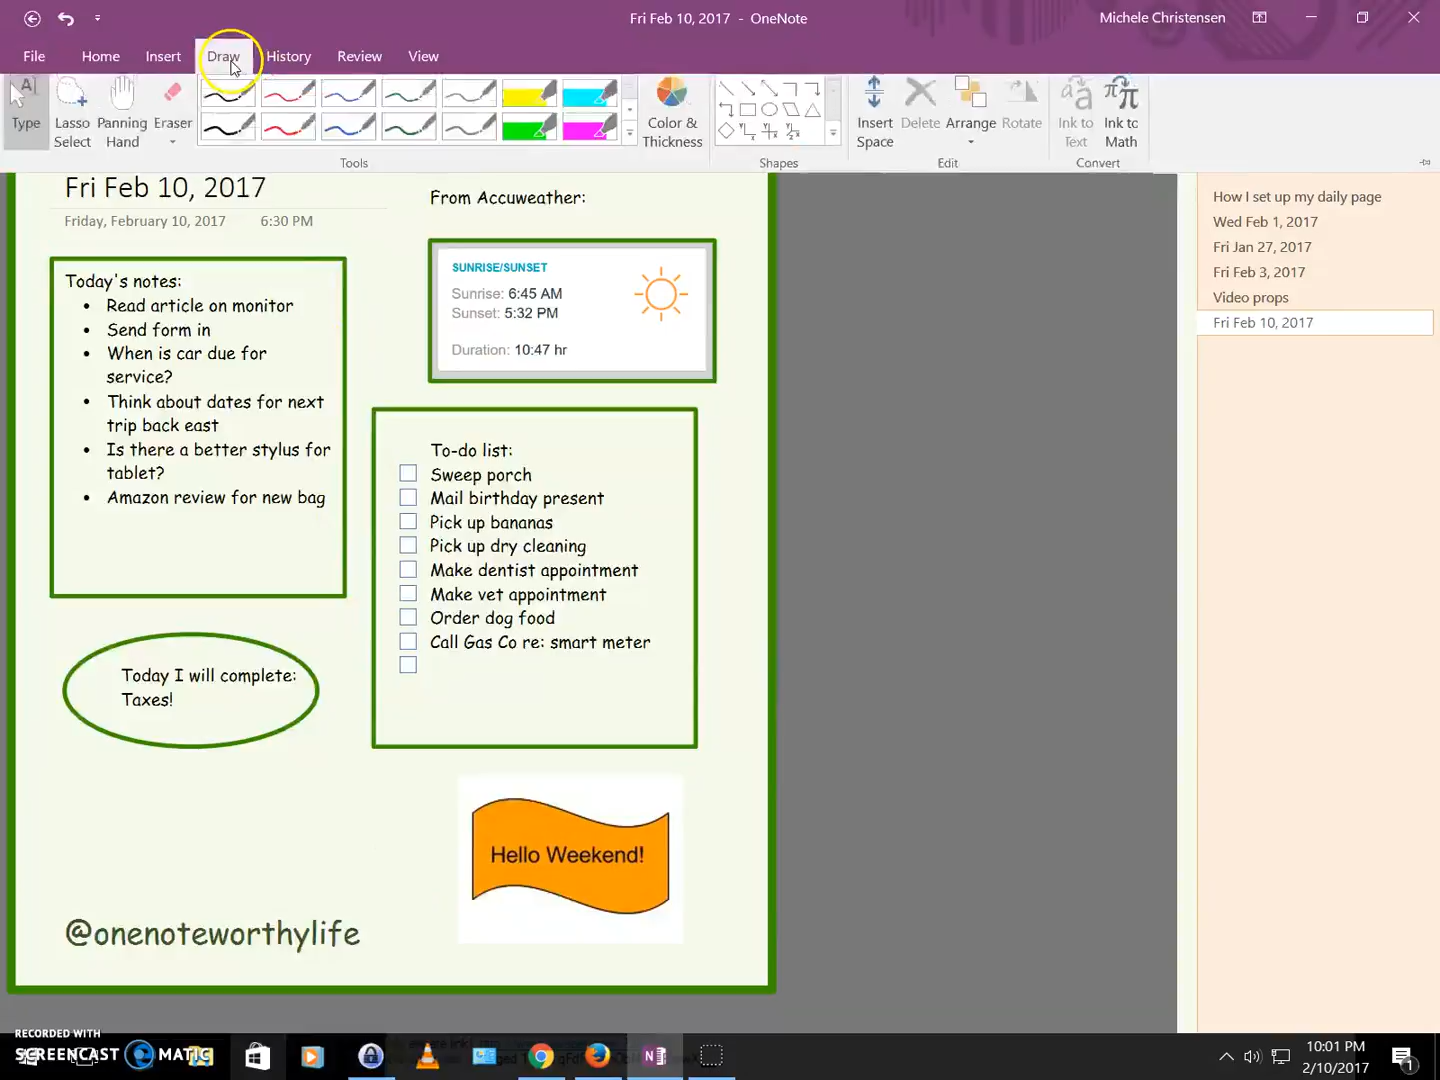 Fri Feb 10, 2017 - OneNote
Michele Christensen
File Home Insert Draw History Review View
Type
Lasso Select
Panning Hand
Eraser
Color & Thickness
Insert Space
Delete
Arrange
Rotate
Ink to Text
Ink to Math
Tools
Shapes
Edit
Convert
Fri Feb 10, 2017
Friday, February 10, 2017 6:30 PM
From Accuweather:
SUNRISE/SUNSET
Sunrise: 6:45 AM
Sunset: 5:32 PM
Duration: 10:47 hr
Today's notes:
• Read article on monitor
• Send form in
• When is car due for
service?
• Think about dates for next
trip back east
• Is there a better stylus for
tablet?
• Amazon review for new bag
To-do list:
Sweep porch
Mail birthday present
Pick up bananas
Pick up dry cleaning
Make dentist appointment
Make vet appointment
Order dog food
Call Gas Co re: smart meter
Today I will complete:
Taxes!
Hello Weekend!
@onenoteworthylife
How I set up my daily page
Wed Feb 1, 2017
Fri Jan 27, 2017
Fri Feb 3, 2017
Video props
Fri Feb 10, 2017
RECORDED WITH
SCREENCAST MATIC
10:01 PM
2/10/2017
1